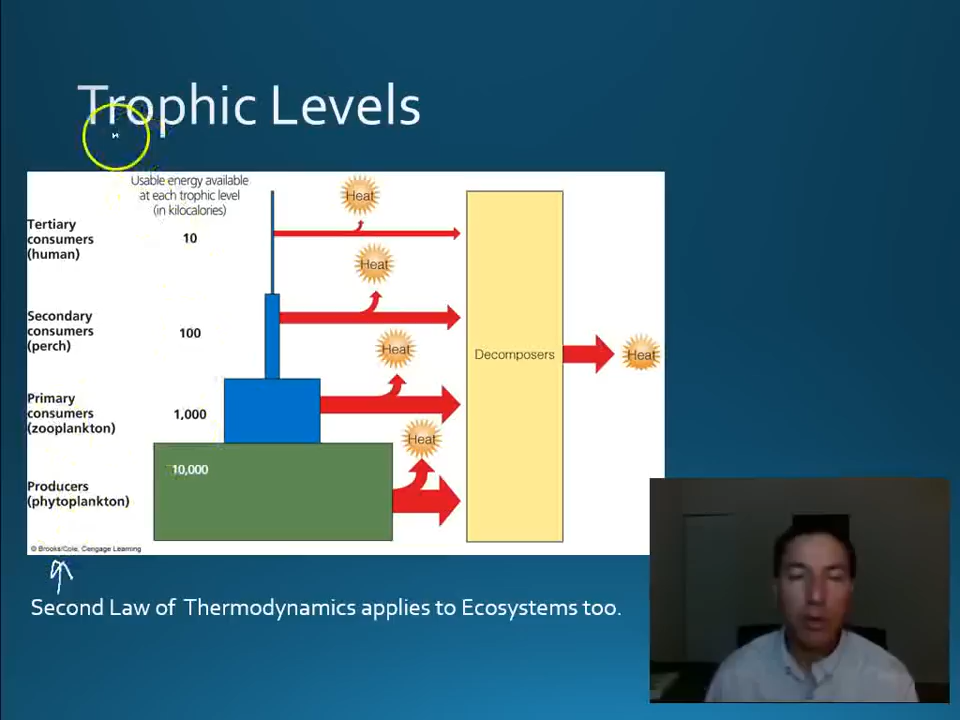 Trophic Levels
Usable energy available
at each trophic level
(in kilocalories)
Heat
Tertiary
consumers
(human)
10
Heat
Secondary
consumers
(perch)
100
Heat
Decomposers
Heat
Primary
consumers
(zooplankton)
1,000
Heat
10,000
Producers
(phytoplankton)
© Brooks/Cole, Cengage Learning
Second Law of Thermodynamics applies to Ecosystems too.